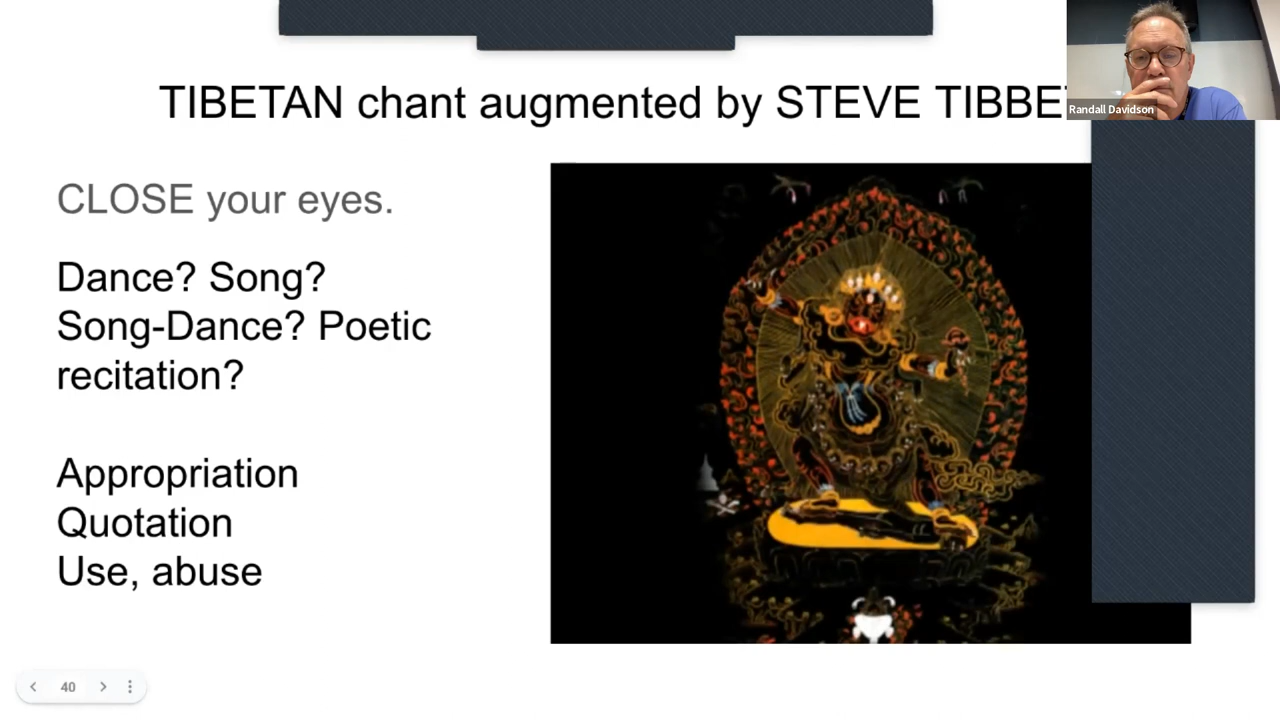 TIBETAN chant augmented by STEVE TIBBE
Randall Davidson
CLOSE your eyes.
Dance? Song?
Song-Dance? Poetic
recitation?
Appropriation
Quotation
Use, abuse
40